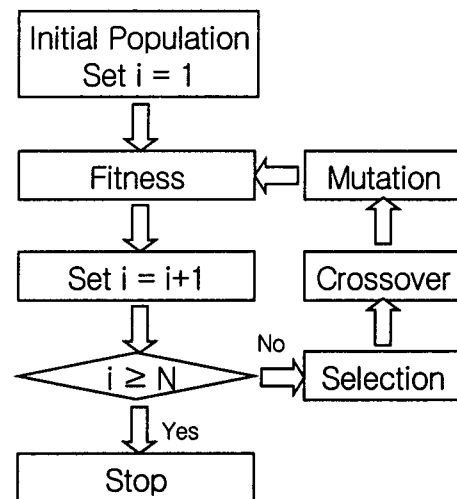 Initial Population
Set i = 1
Fitness
Mutation
Set i = i+1
Crossover
i ≥ N
No
Selection
Yes
Stop